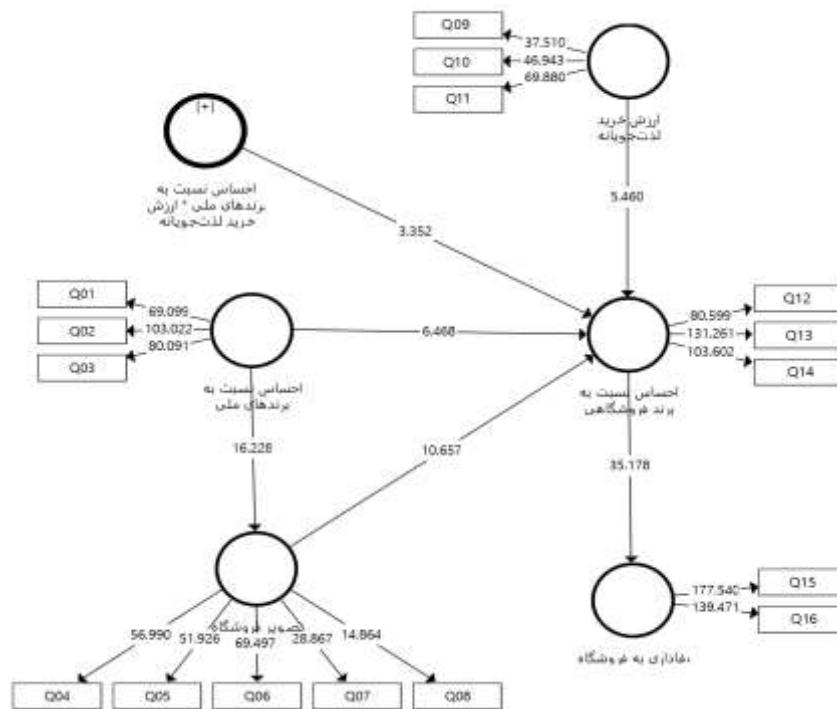 Q09
37.510
Q10
46.943
69.880
Q11
[+]
ارزش خرید
لذت‌جویانه
احساس نسبت به
برندهای ملی * ارزش
خرید لذت‌جویانه
5.460
3.352
Q01
69.099
Q02
103.022
Q03
80.091
6.468
Q12
80.599
131.261
Q13
103.602
Q14
احساس نسبت به
برندهای ملی
احساس نسبت به
برند فروشگاهی
16.228
10.657
35.178
177.540
Q15
139.471
Q16
تصویر فروشگاه
56.990
51.926
69.497
28.867
14.864
وفاداری به فروشگاه
Q04
Q05
Q06
Q07
Q08